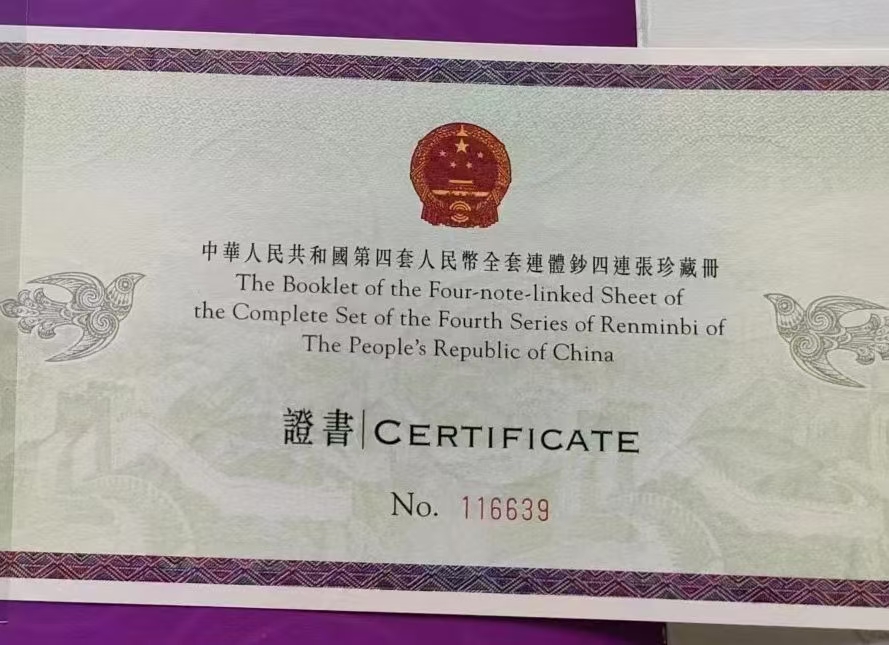 中華人民共和國第四套人民幣全套連體鈔四連張珍藏冊
The Booklet of the Four-note-linked Sheet of
the Complete Set of the Fourth Series of Renminbi of
The People's Republic of China
證書|CERTIFICATE
No. 116639